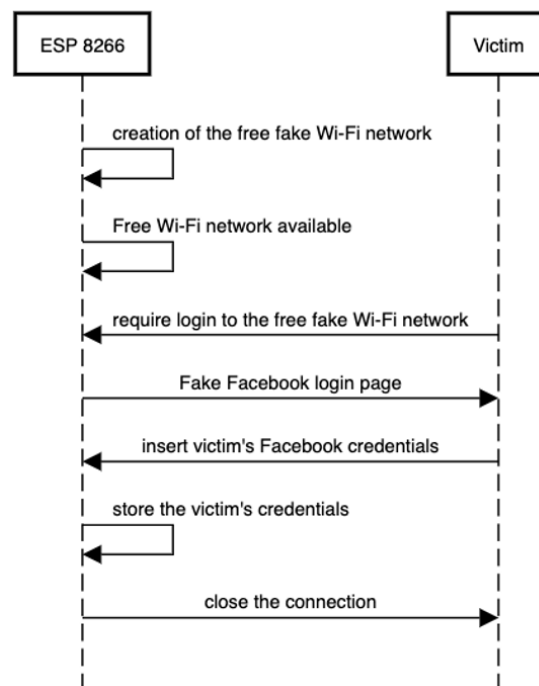 ESP 8266
Victim
creation of the free fake Wi-Fi network
Free Wi-Fi network available
require login to the free fake Wi-Fi network
Fake Facebook login page
insert victim's Facebook credentials
store the victim's credentials
close the connection